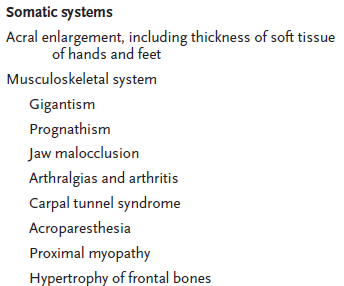 Somatic systems
Acral enlargement, including thickness of soft tissue
of hands and feet
Musculoskeletal system
Gigantism
Prognathism
Jaw malocclusion
Arthralgias and arthritis
Carpal tunnel syndrome
Acroparesthesia
Proximal myopathy
Hypertrophy of frontal bones